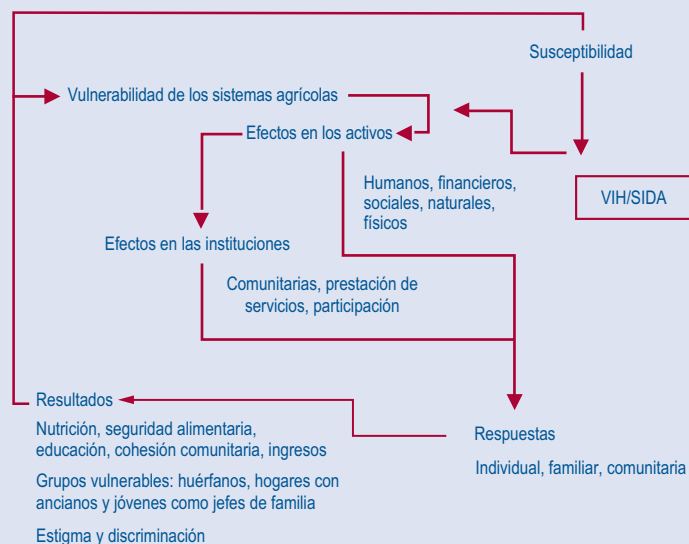 Susceptibilidad
Vulnerabilidad de los sistemas agrícolas
Efectos en los activos
Humanos, financieros,
sociales, naturales,
físicos
VIH/SIDA
Efectos en las instituciones
Comunitarias, prestación de
servicios, participación
Resultados
Nutrición, seguridad alimentaria,
educación, cohesión comunitaria, ingresos
Grupos vulnerables: huérfanos, hogares con
ancianos y jóvenes como jefes de familia
Estigma y discriminación
Respuestas
Individual, familiar, comunitaria